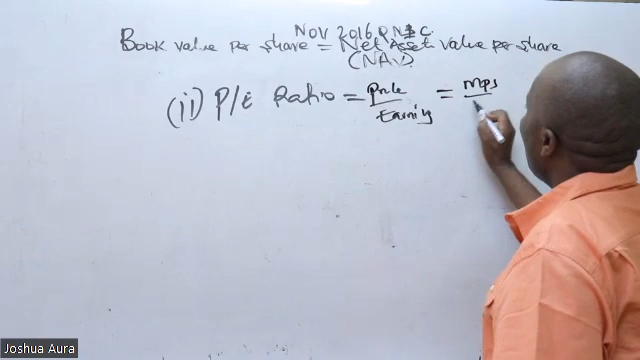 NOV 2016 QN1 C
Book value per share = Net Asset value per share
(NAV)
(ii) P/E Ratio = Price / Earning = MPS
Joshua Aura